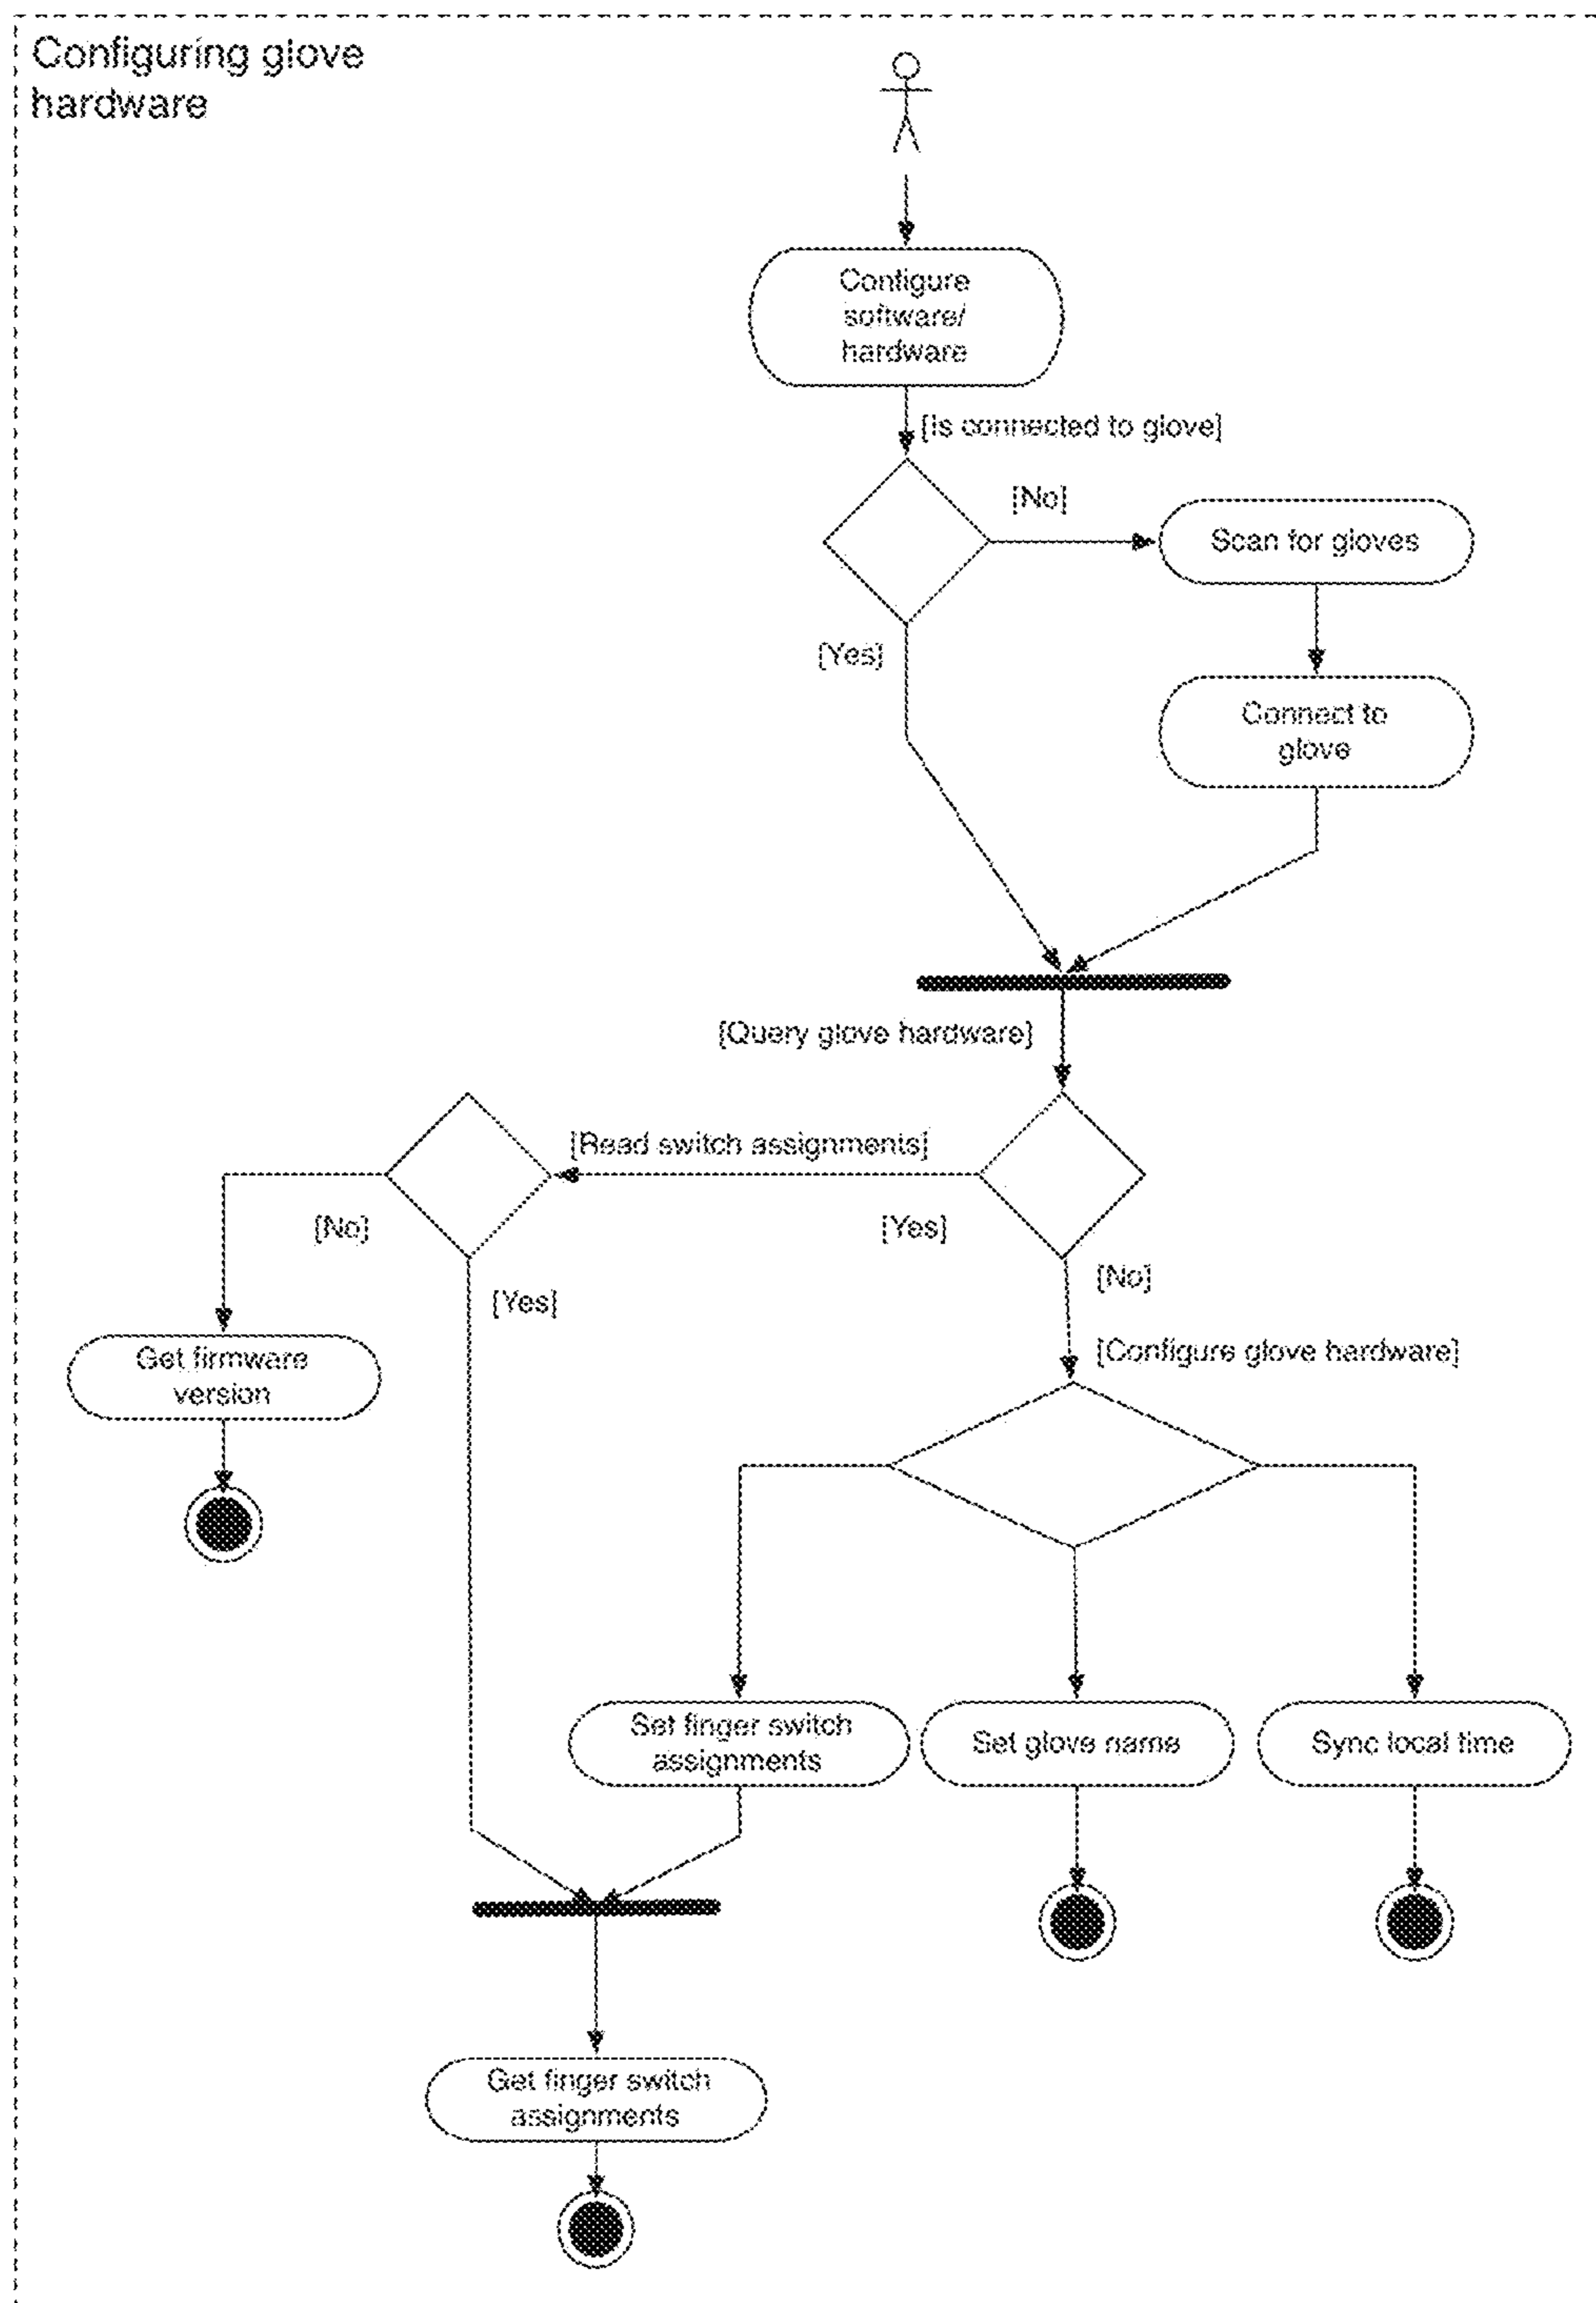 Configuring glove
hardware
Configure
software/
hardware
[Is connected to glove]
[No]
Scan for gloves
[Yes]
Connect to
glove
[Query glove hardware]
[Read switch assignments]
[No]
[Yes]
[No]
[Yes]
[Configure glove hardware]
Get firmware
version
Set finger switch
assignments
Set glove name
Sync local time
Get finger switch
assignments